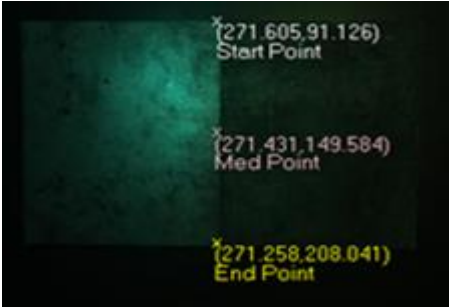 (271.605,91.126)
Start Point
(271.431,149.584)
Med Point
(271.258,208.041)
End Point